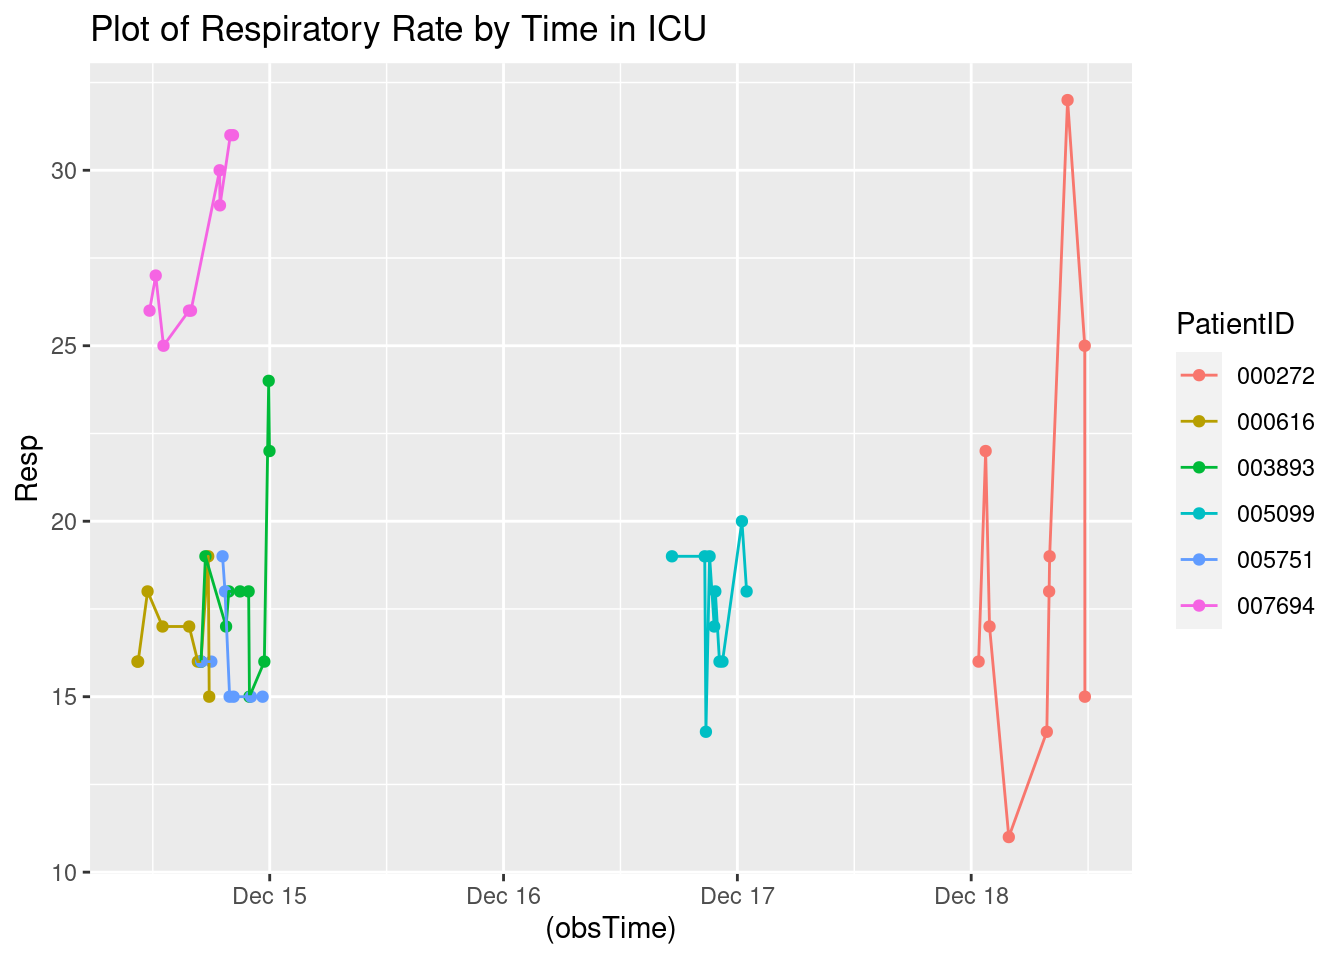 Plot of Respiratory Rate by Time in ICU
30
25
20
15
10
Resp
Dec 15
Dec 16
Dec 17
Dec 18
(obsTime)
PatientID
000272
000616
003893
005099
005751
007694